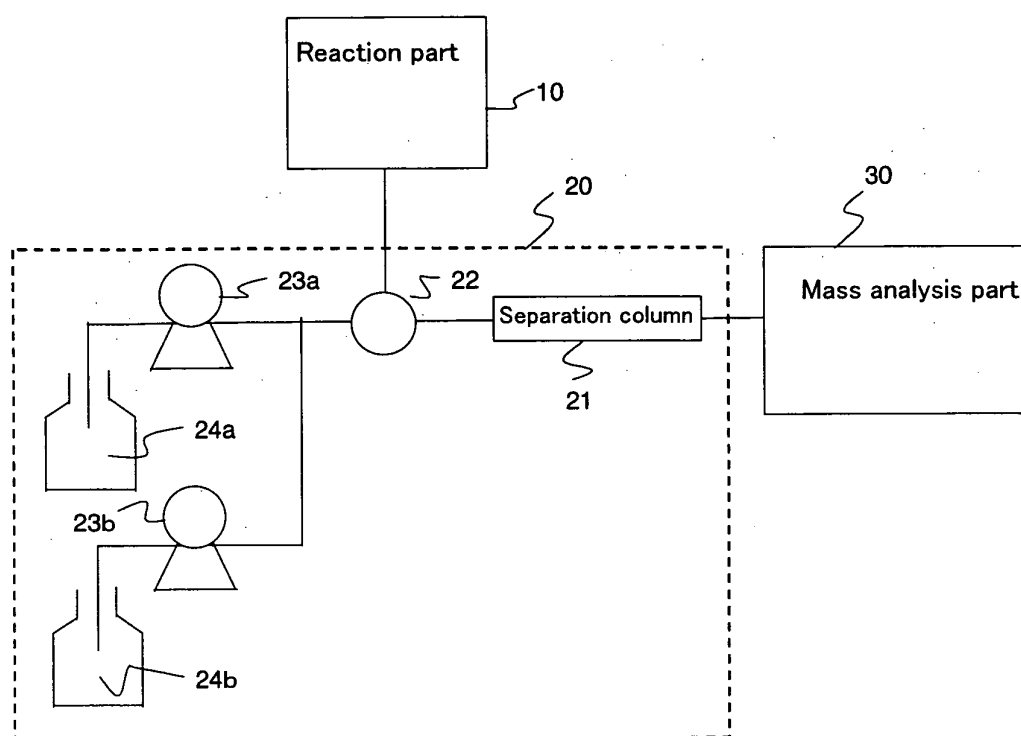 Reaction part
10
20
30
23a
22
Mass analysis part
Separation column
21
24a
23b
24b